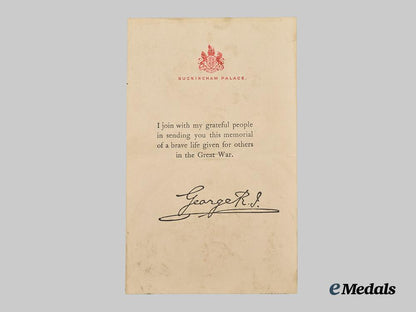 BUCKINGHAM PALACE.
I join with my grateful people
in sending you this memorial
of a brave life given for others
in the Great War.
George R.I.
eMedals